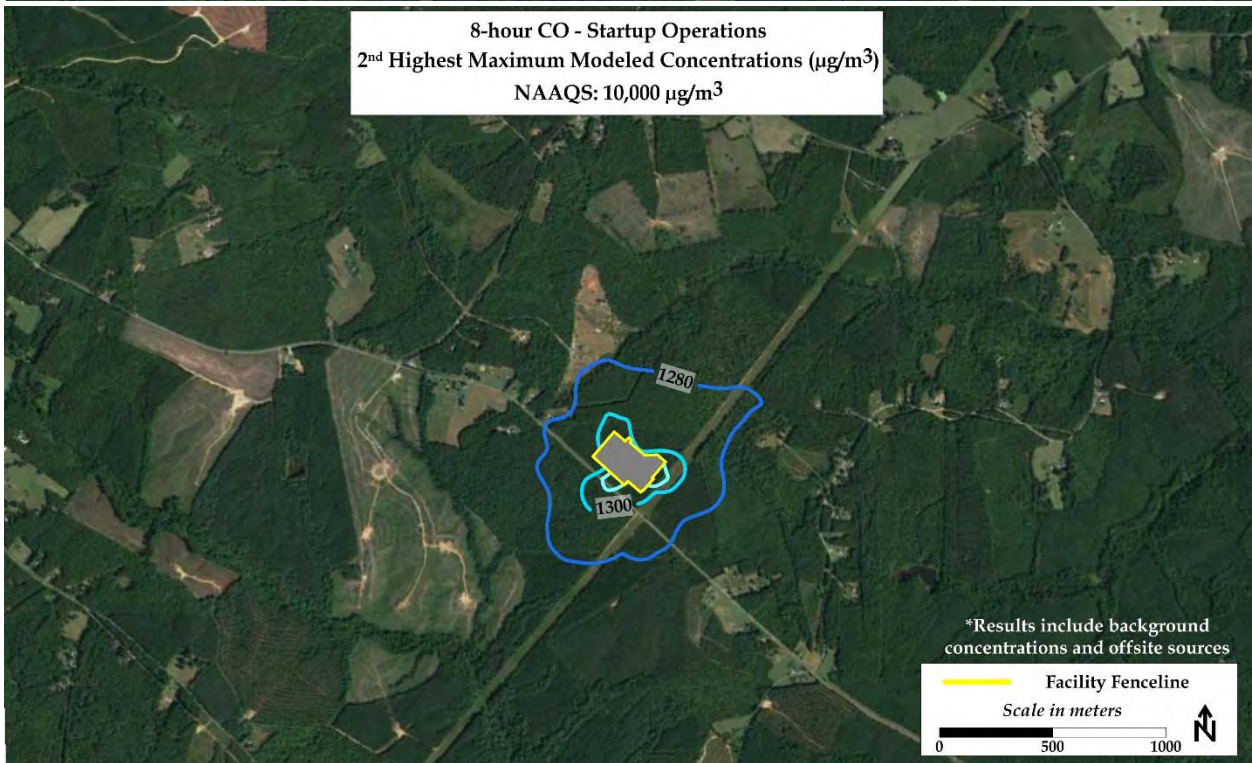 8-hour CO - Startup Operations
2nd Highest Maximum Modeled Concentrations (µg/m3)
NAAQS: 10,000 µg/m3
1280
1300
*Results include background
concentrations and offsite sources
Facility Fenceline
Scale in meters
0 500 1000
N